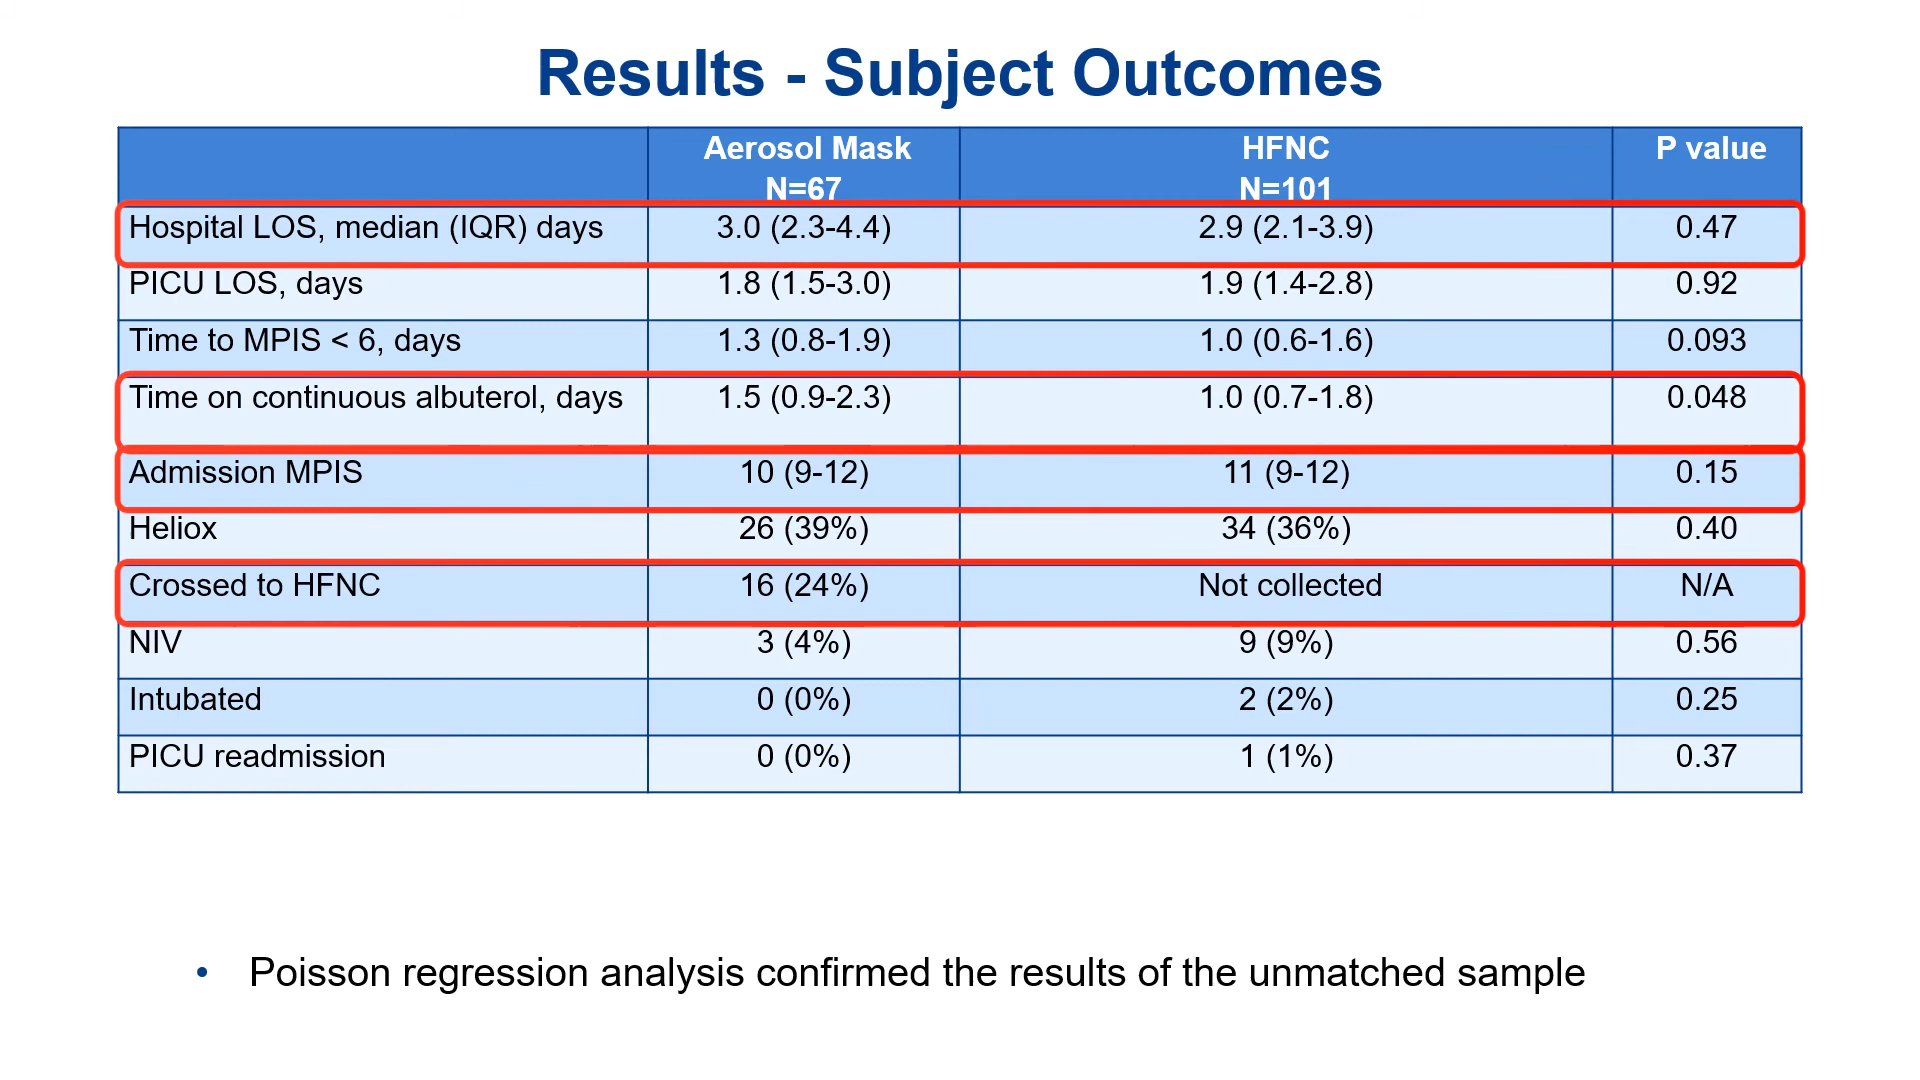 Results - Subject Outcomes
Aerosol Mask HFNC P value
N=67 N=101
Hospital LOS, median (IQR) days 3.0 (2.3-4.4) 2.9 (2.1-3.9) 0.47
PICU LOS, days 1.8 (1.5-3.0) 1.9 (1.4-2.8) 0.92
Time to MPIS < 6, days 1.3 (0.8-1.9) 1.0 (0.6-1.6) 0.093
Time on continuous albuterol, days 1.5 (0.9-2.3) 1.0 (0.7-1.8) 0.048
Admission MPIS 10 (9-12) 11 (9-12) 0.15
Heliox 26 (39%) 34 (36%) 0.40
Crossed to HFNC 16 (24%) Not collected N/A
NIV 3 (4%) 9 (9%) 0.56
Intubated 0 (0%) 2 (2%) 0.25
PICU readmission 0 (0%) 1 (1%) 0.37
• Poisson regression analysis confirmed the results of the unmatched sample